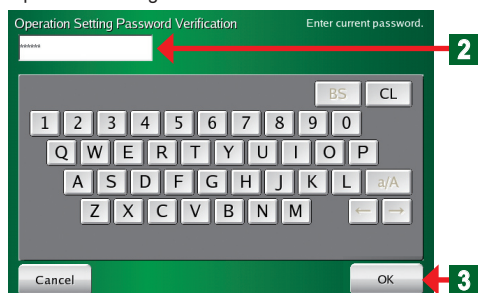 Operation Setting Password Verification Enter current password.
****** 2
BS CL
1 2 3 4 5 6 7 8 9 0
Q W E R T Y U I O P
A S D F G H J K L a/A
Z X C V B N M ← →
Cancel OK 3